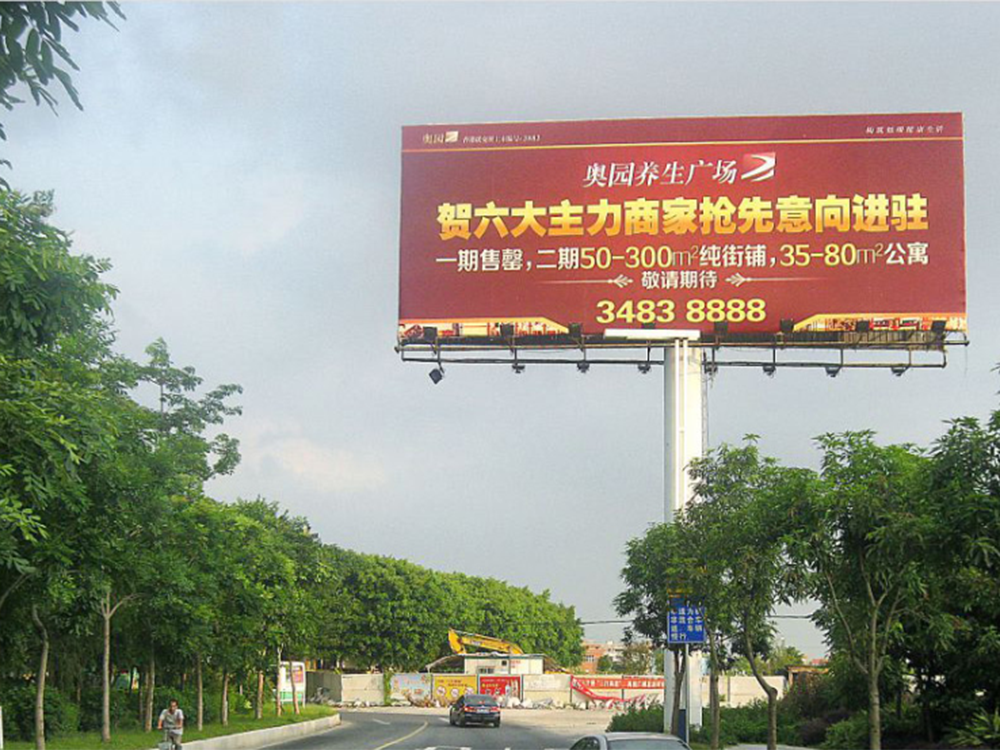 奥园
奥园养生广场
贺六大主力商家抢先意向进驻
一期售罄,二期50-300m²纯街铺,35-80m²公寓
敬请期待
3483 8888